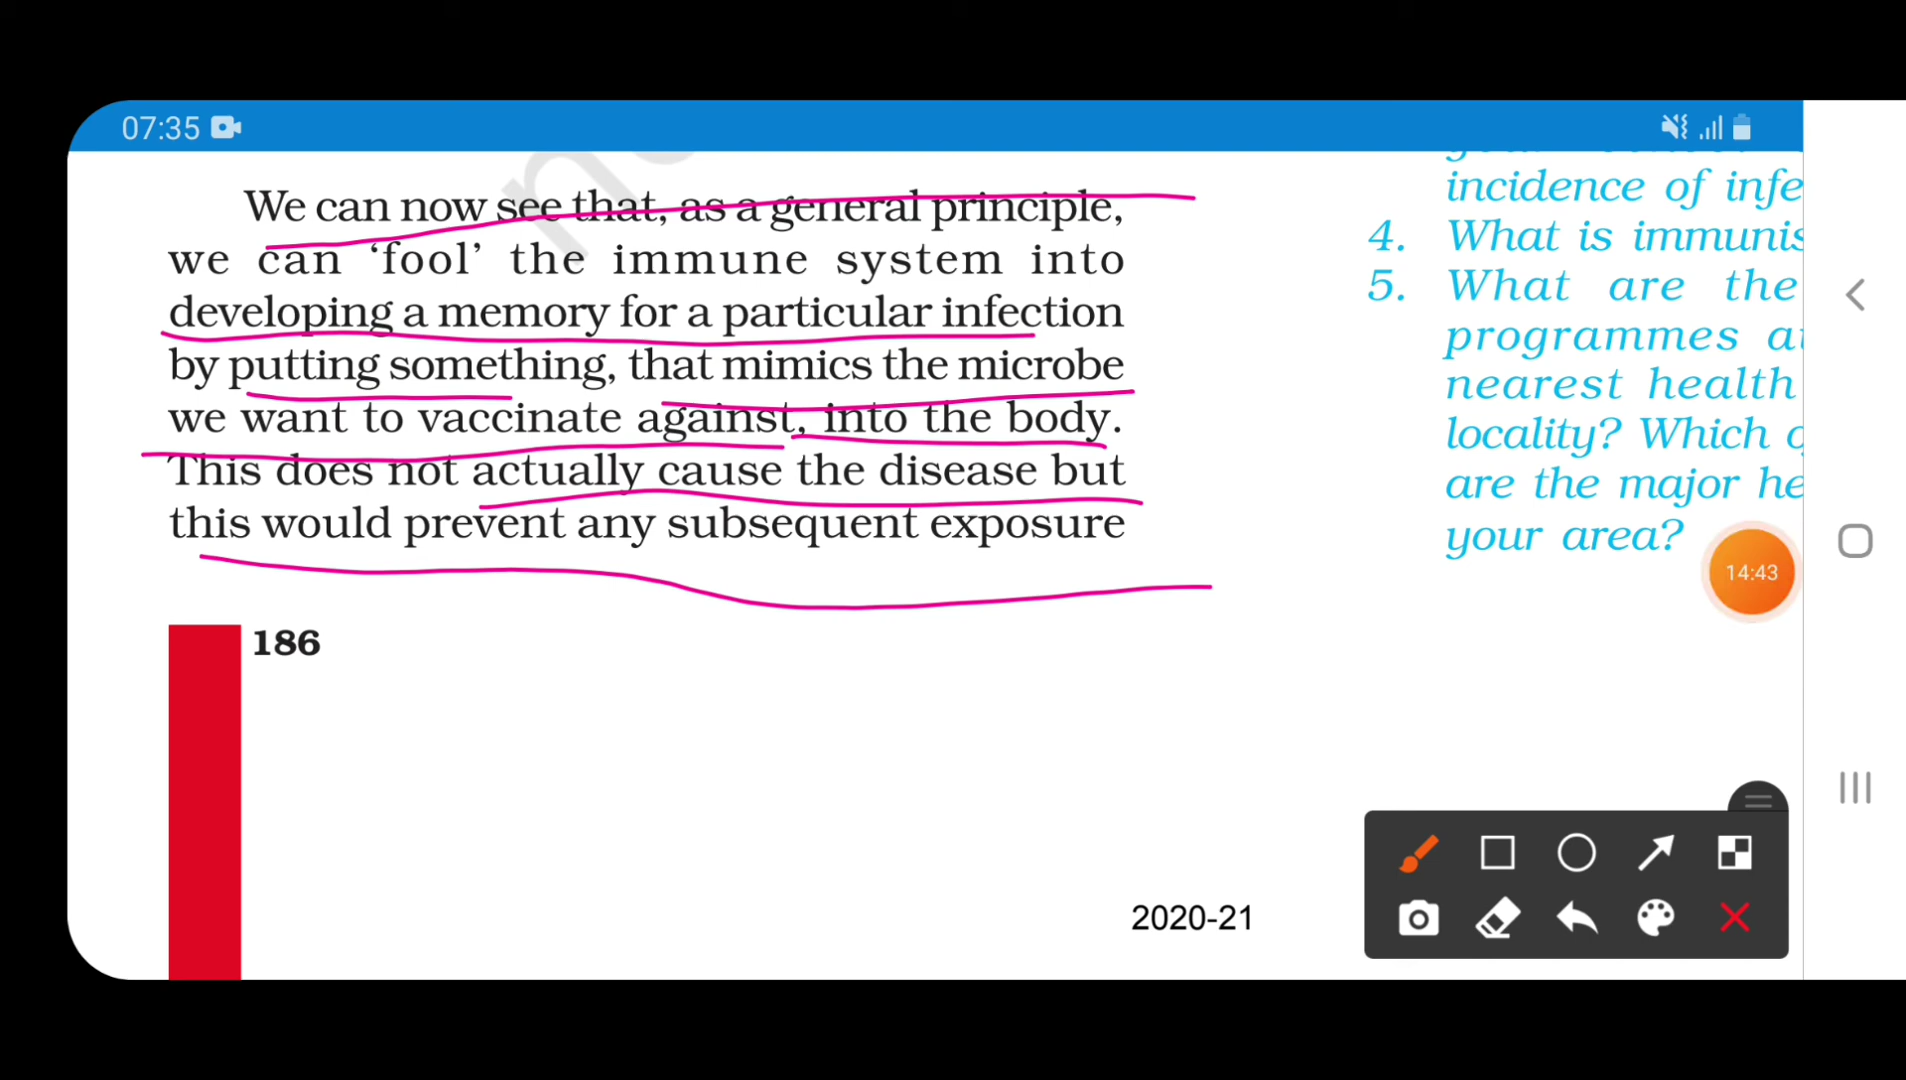 07:35
We can now see that, as a general principle,
we can ‘fool’ the immune system into
developing a memory for a particular infection
by putting something, that mimics the microbe
we want to vaccinate against, into the body.
This does not actually cause the disease but
this would prevent any subsequent exposure
186
incidence of infe
4. What is immunis
5. What are the
programmes a
nearest health
locality? Which o
are the major he
your area?
14:43
2020-21